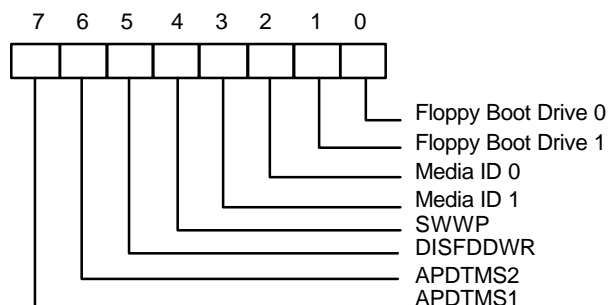 7 6 5 4 3 2 1 0
Floppy Boot Drive 0
Floppy Boot Drive 1
Media ID 0
Media ID 1
SWWP
DISFDDWR
APDTMS2
APDTMS1